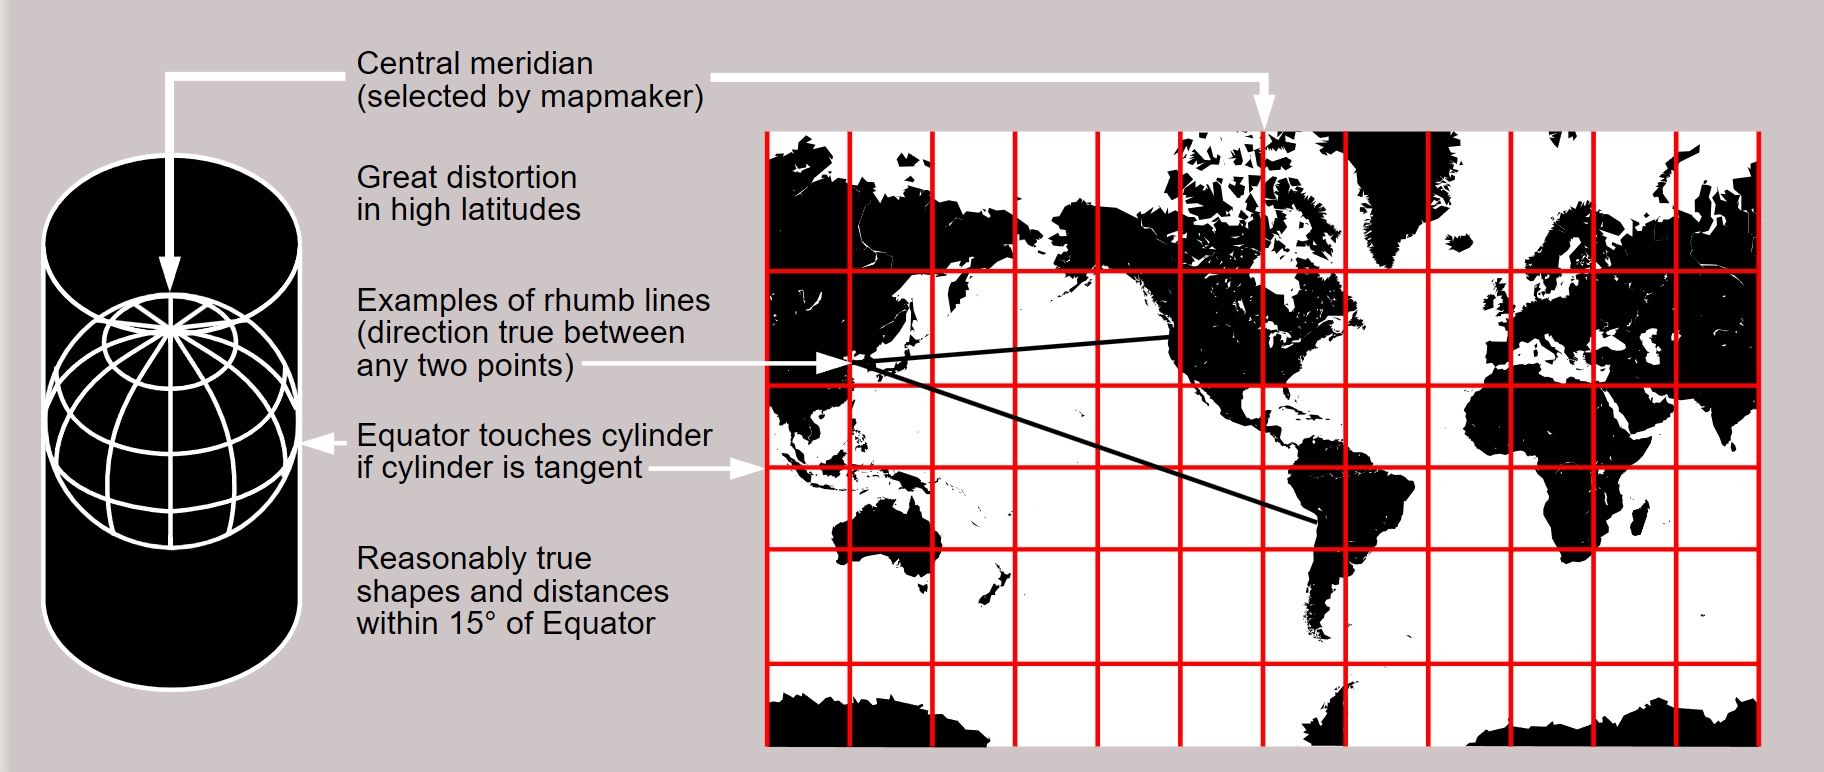 Central meridian
(selected by mapmaker)
Great distortion
in high latitudes
Examples of rhumb lines
(direction true between
any two points)
Equator touches cylinder
if cylinder is tangent
Reasonably true
shapes and distances
within 15° of Equator